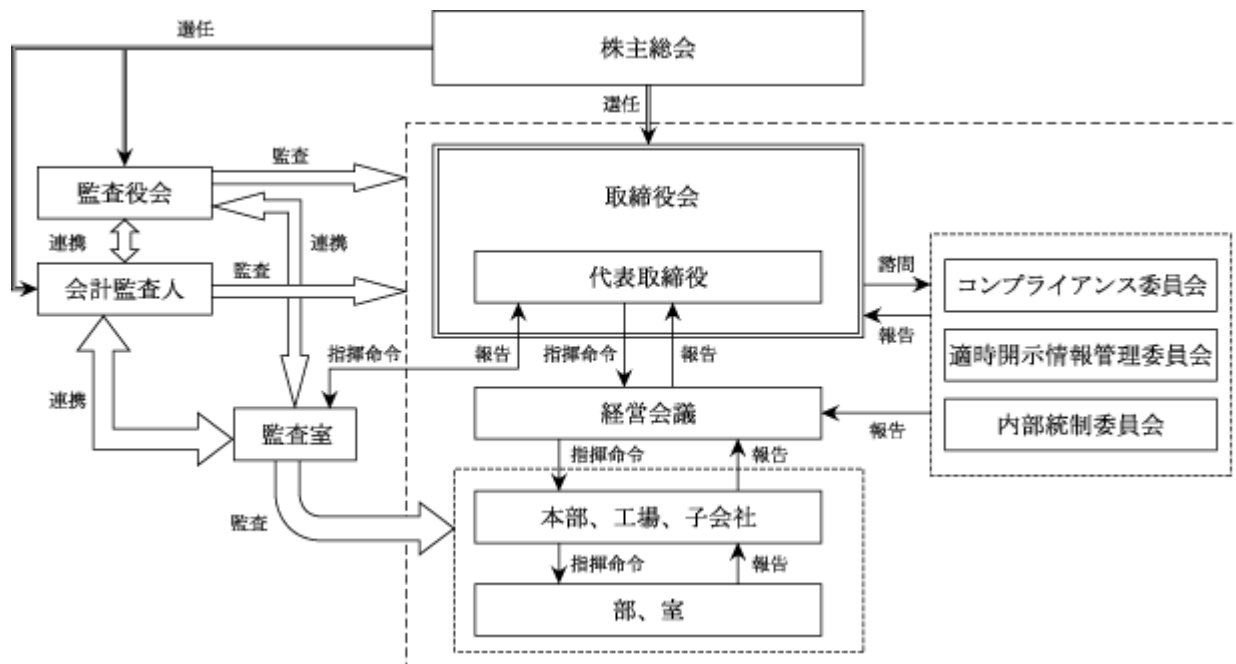 選任
株主総会
選任
監査
監査役会
取締役会
連携
連携
諮問
会計監査人
監査
代表取締役
コンプライアンス委員会
報告
指揮命令
報告
指揮命令
報告
適時開示情報管理委員会
連携
経営会議
報告
内部統制委員会
監査室
指揮命令
報告
監査
本部、工場、子会社
指揮命令
報告
部、室